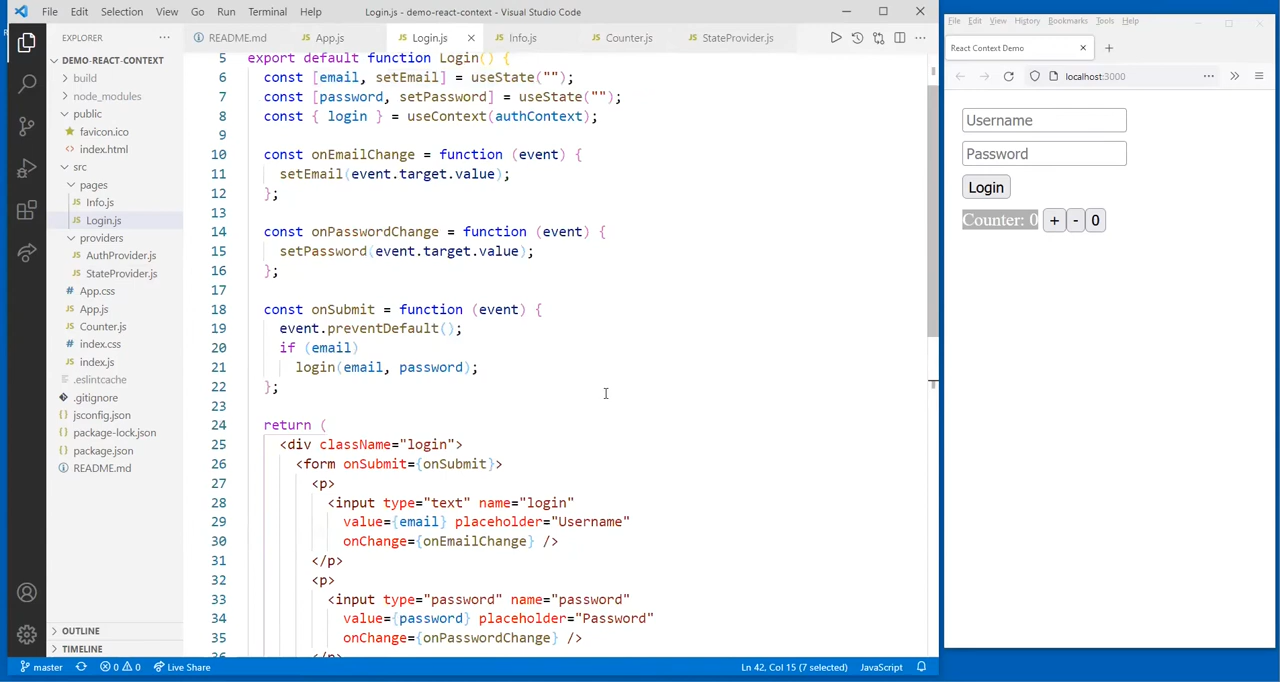 File Edit Selection View Go Run Terminal Help Login.js - demo-react-context - Visual Studio Code
EXPLORER
DEMO-REACT-CONTEXT
build
node_modules
public
favicon.ico
index.html
src
pages
Info.js
Login.js
providers
AuthProvider.js
StateProvider.js
App.css
App.js
Counter.js
index.css
index.js
.eslintcache
.gitignore
jsconfig.json
package-lock.json
package.json
README.md
OUTLINE
TIMELINE
README.md App.js Login.js Info.js Counter.js StateProvider.js
5 export default function Login() {
6 const [email, setEmail] = useState("");
7 const [password, setPassword] = useState("");
8 const { login } = useContext(authContext);
9
10 const onEmailChange = function (event) {
11 setEmail(event.target.value);
12 };
13
14 const onPasswordChange = function (event) {
15 setPassword(event.target.value);
16 };
17
18 const onSubmit = function (event) {
19 event.preventDefault();
20 if (email)
21 login(email, password);
22 };
23
24 return (
25 <div className="login">
26 <form onSubmit={onSubmit}>
27 <p>
28 <input type="text" name="login"
29 value={email} placeholder="Username"
30 onChange={onEmailChange} />
31 </p>
32 <p>
33 <input type="password" name="password"
34 value={password} placeholder="Password"
35 onChange={onPasswordChange} />
master 0 0 Live Share Ln 42, Col 15 (7 selected) JavaScript
File Edit View History Bookmarks Tools Help
React Context Demo
localhost:3000
Username
Password
Login
Counter: 0 + - 0